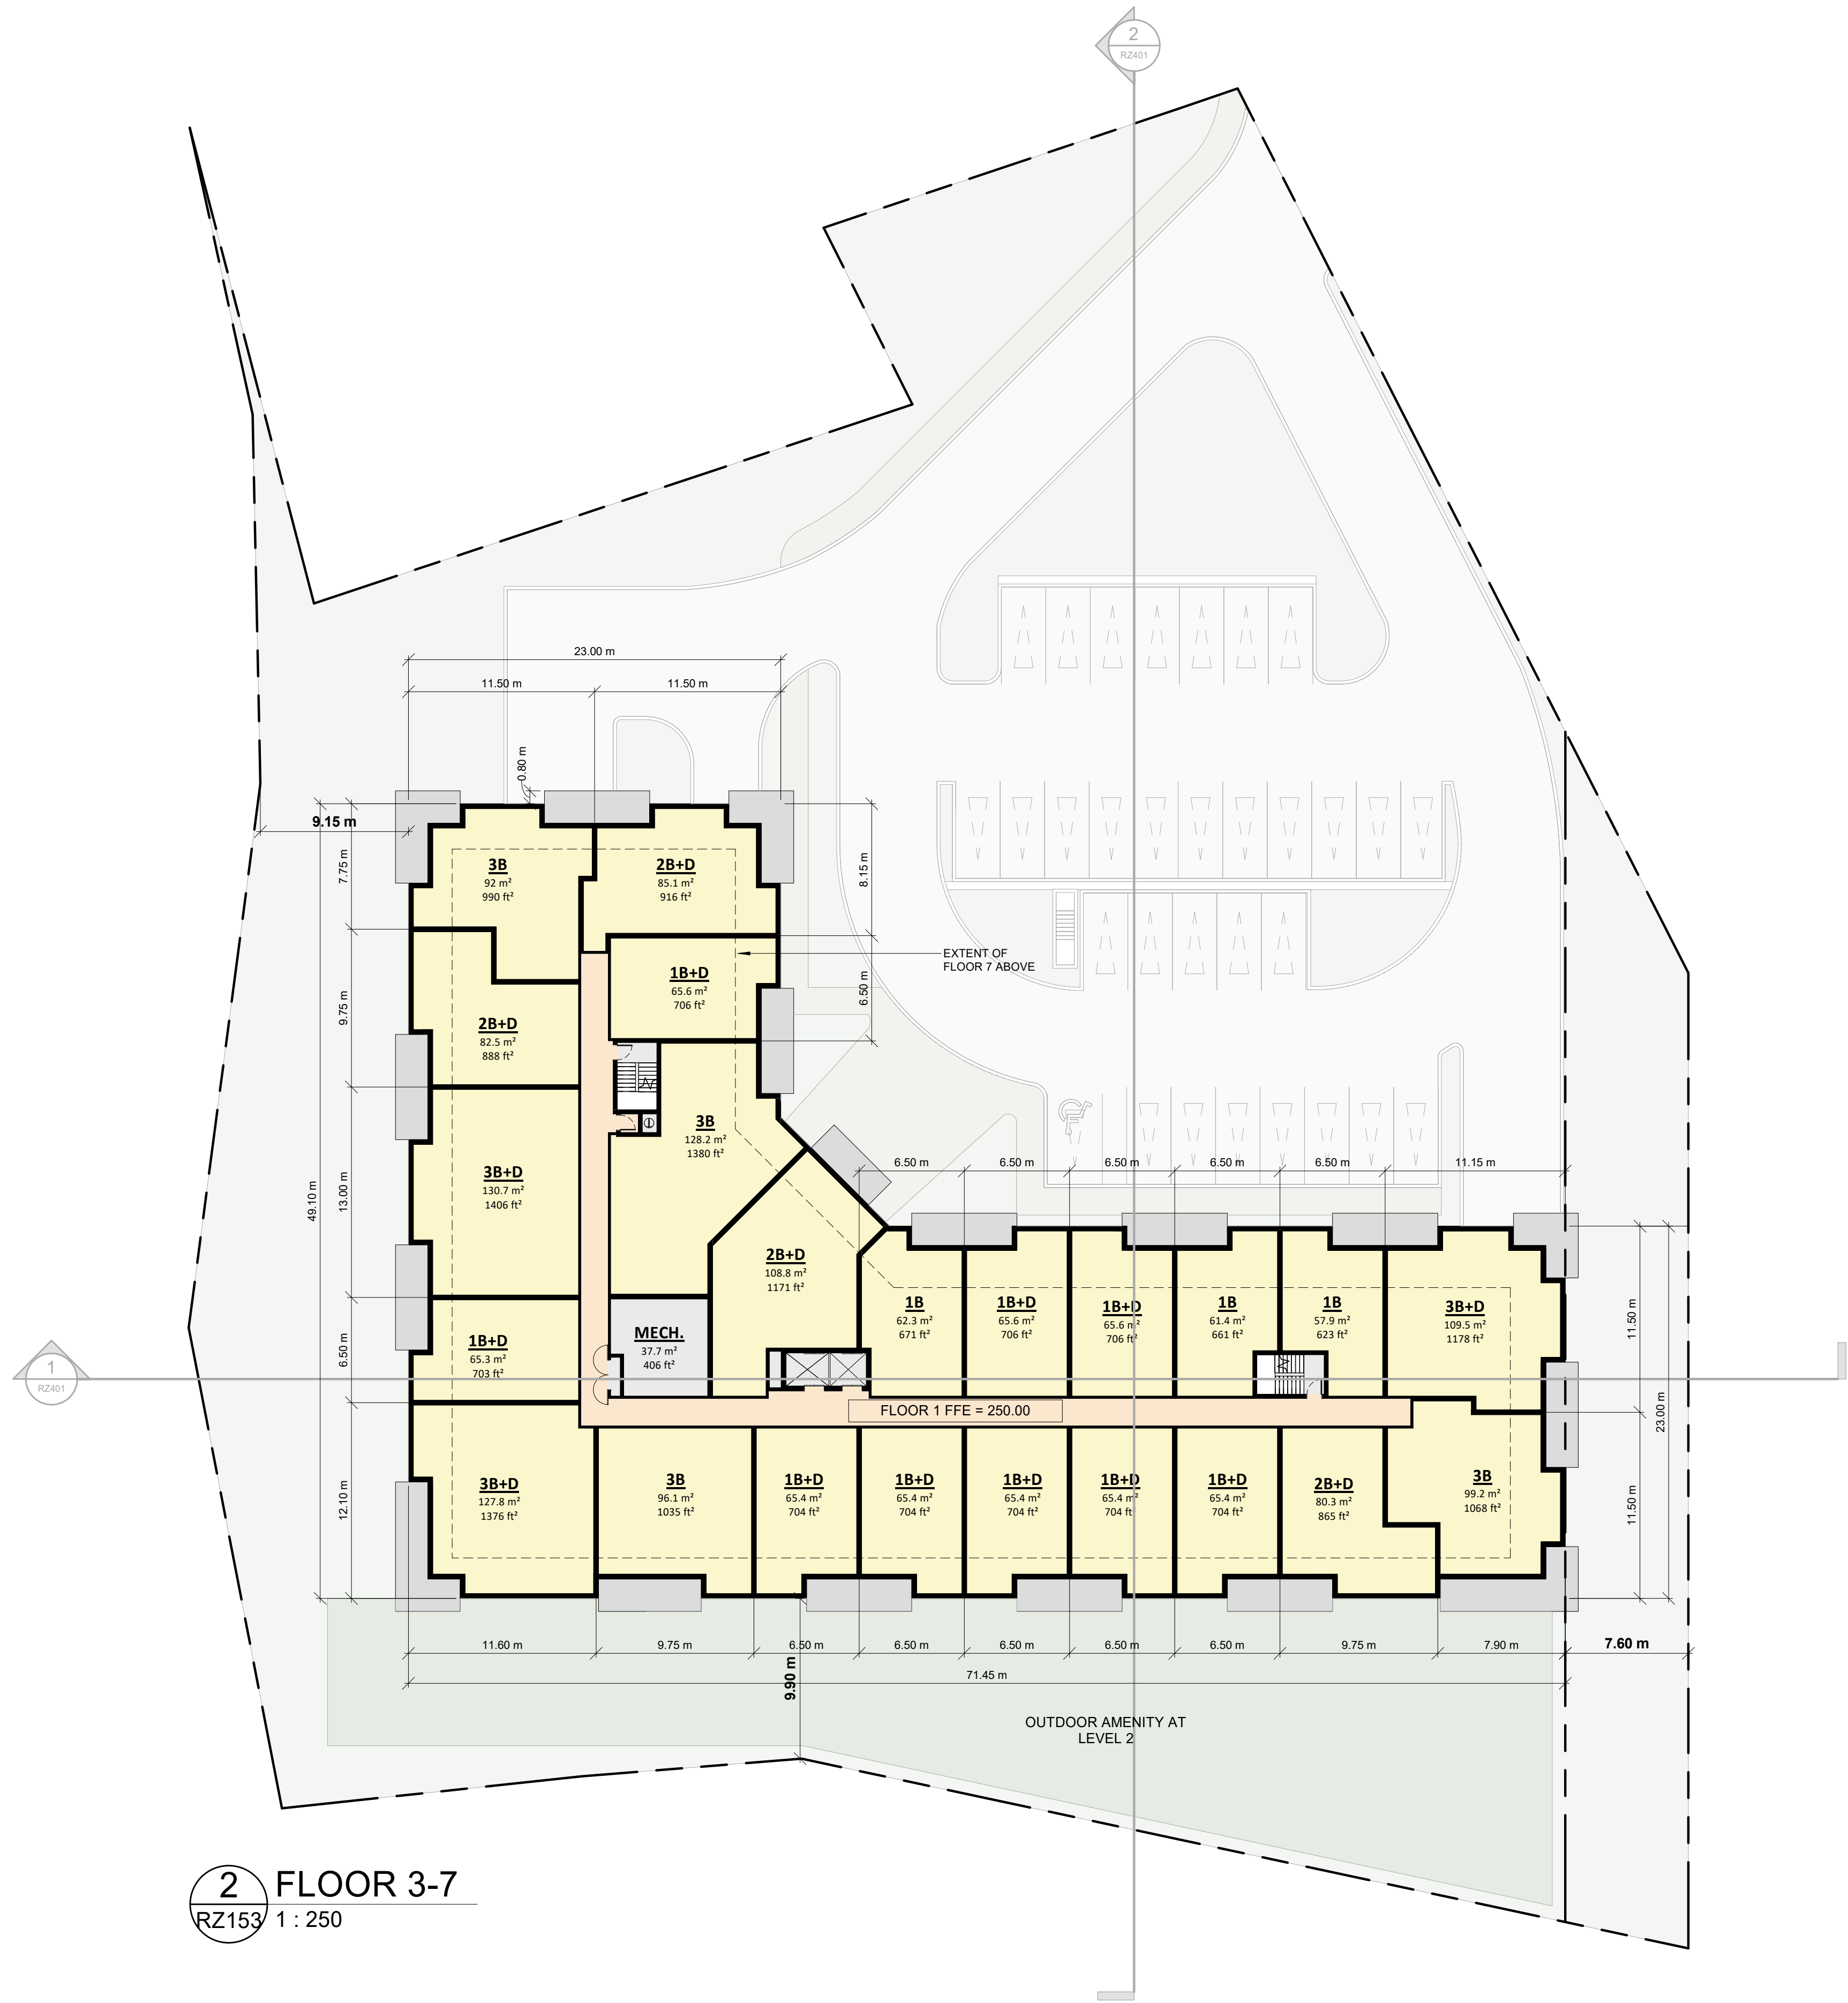 2
RZ401
23.00 m
11.50 m
11.50 m
0.80 m
9.15 m
7.75 m
8.15 m
3B
92 m²
990 ft²
2B+D
85.1 m²
916 ft²
EXTENT OF
FLOOR 7 ABOVE
1B+D
65.6 m²
706 ft²
6.50 m
9.75 m
2B+D
82.5 m²
888 ft²
3B
128.2 m²
1380 ft²
49.10 m
13.00 m
3B+D
130.7 m²
1406 ft²
6.50 m
6.50 m
6.50 m
6.50 m
6.50 m
11.15 m
2B+D
108.8 m²
1171 ft²
1B
62.3 m²
671 ft²
1B+D
65.6 m²
706 ft²
1B+D
65.6 m²
706 ft²
1B
61.4 m²
661 ft²
1B
57.9 m²
623 ft²
3B+D
109.5 m²
1178 ft²
11.50 m
23.00 m
6.50 m
1B+D
65.3 m²
703 ft²
MECH.
37.7 m²
406 ft²
1
RZ401
FLOOR 1 FFE = 250.00
12.10 m
3B+D
127.8 m²
1376 ft²
3B
96.1 m²
1035 ft²
1B+D
65.4 m²
704 ft²
1B+D
65.4 m²
704 ft²
1B+D
65.4 m²
704 ft²
1B+D
65.4 m²
704 ft²
1B+D
65.4 m²
704 ft²
2B+D
80.3 m²
865 ft²
3B
99.2 m²
1068 ft²
11.50 m
11.60 m
9.75 m
6.50 m
6.50 m
6.50 m
6.50 m
6.50 m
9.75 m
7.90 m
7.60 m
71.45 m
9.90 m
OUTDOOR AMENITY AT
LEVEL 2
2
RZ153
FLOOR 3-7
1 : 250